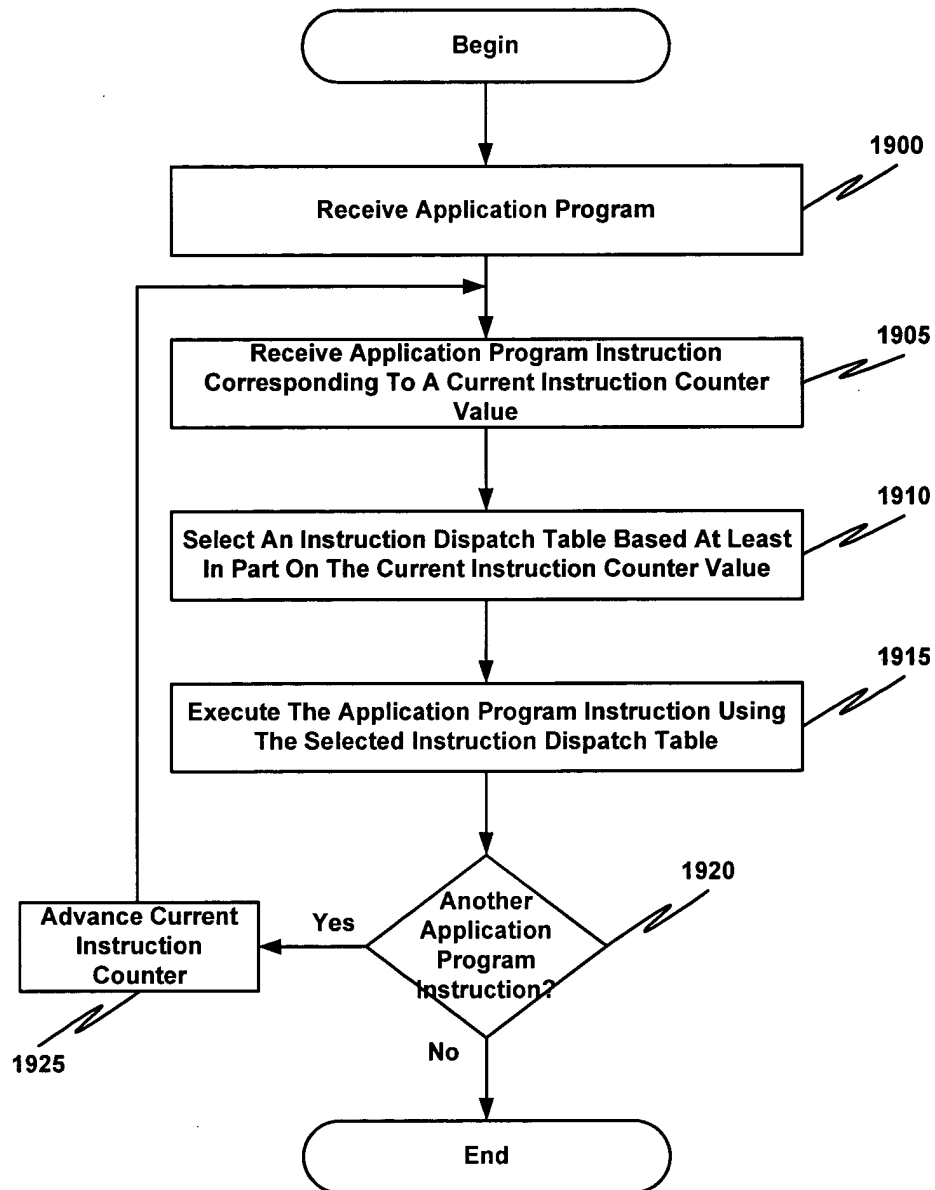 Begin
1900
Receive Application Program
1905
Receive Application Program Instruction
Corresponding To A Current Instruction Counter
Value
1910
Select An Instruction Dispatch Table Based At Least
In Part On The Current Instruction Counter Value
1915
Execute The Application Program Instruction Using
The Selected Instruction Dispatch Table
1920
Another
Application
Program
Instruction?
Yes
Advance Current
Instruction
Counter
1925
No
End